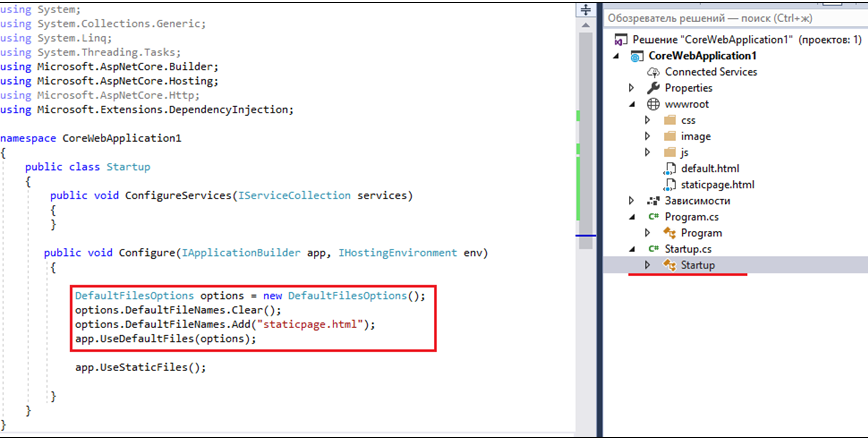 using System;
using System.Collections.Generic;
using System.Linq;
using System.Threading.Tasks;
using Microsoft.AspNetCore.Builder;
using Microsoft.AspNetCore.Hosting;
using Microsoft.AspNetCore.Http;
using Microsoft.Extensions.DependencyInjection;
namespace CoreWebApplication1
{
public class Startup
{
public void ConfigureServices(IServiceCollection services)
{
}
public void Configure(IApplicationBuilder app, IHostingEnvironment env)
{
DefaultFilesOptions options = new DefaultFilesOptions();
options.DefaultFileNames.Clear();
options.DefaultFileNames.Add("staticpage.html");
app.UseDefaultFiles(options);
app.UseStaticFiles();
}
}
}
Обозреватель решений — поиск (Ctrl+ж)
Решение "CoreWebApplication1" (проектов: 1)
CoreWebApplication1
Connected Services
Properties
wwwroot
css
image
js
default.html
staticpage.html
Зависимости
C# Program.cs
Program
C# Startup.cs
Startup